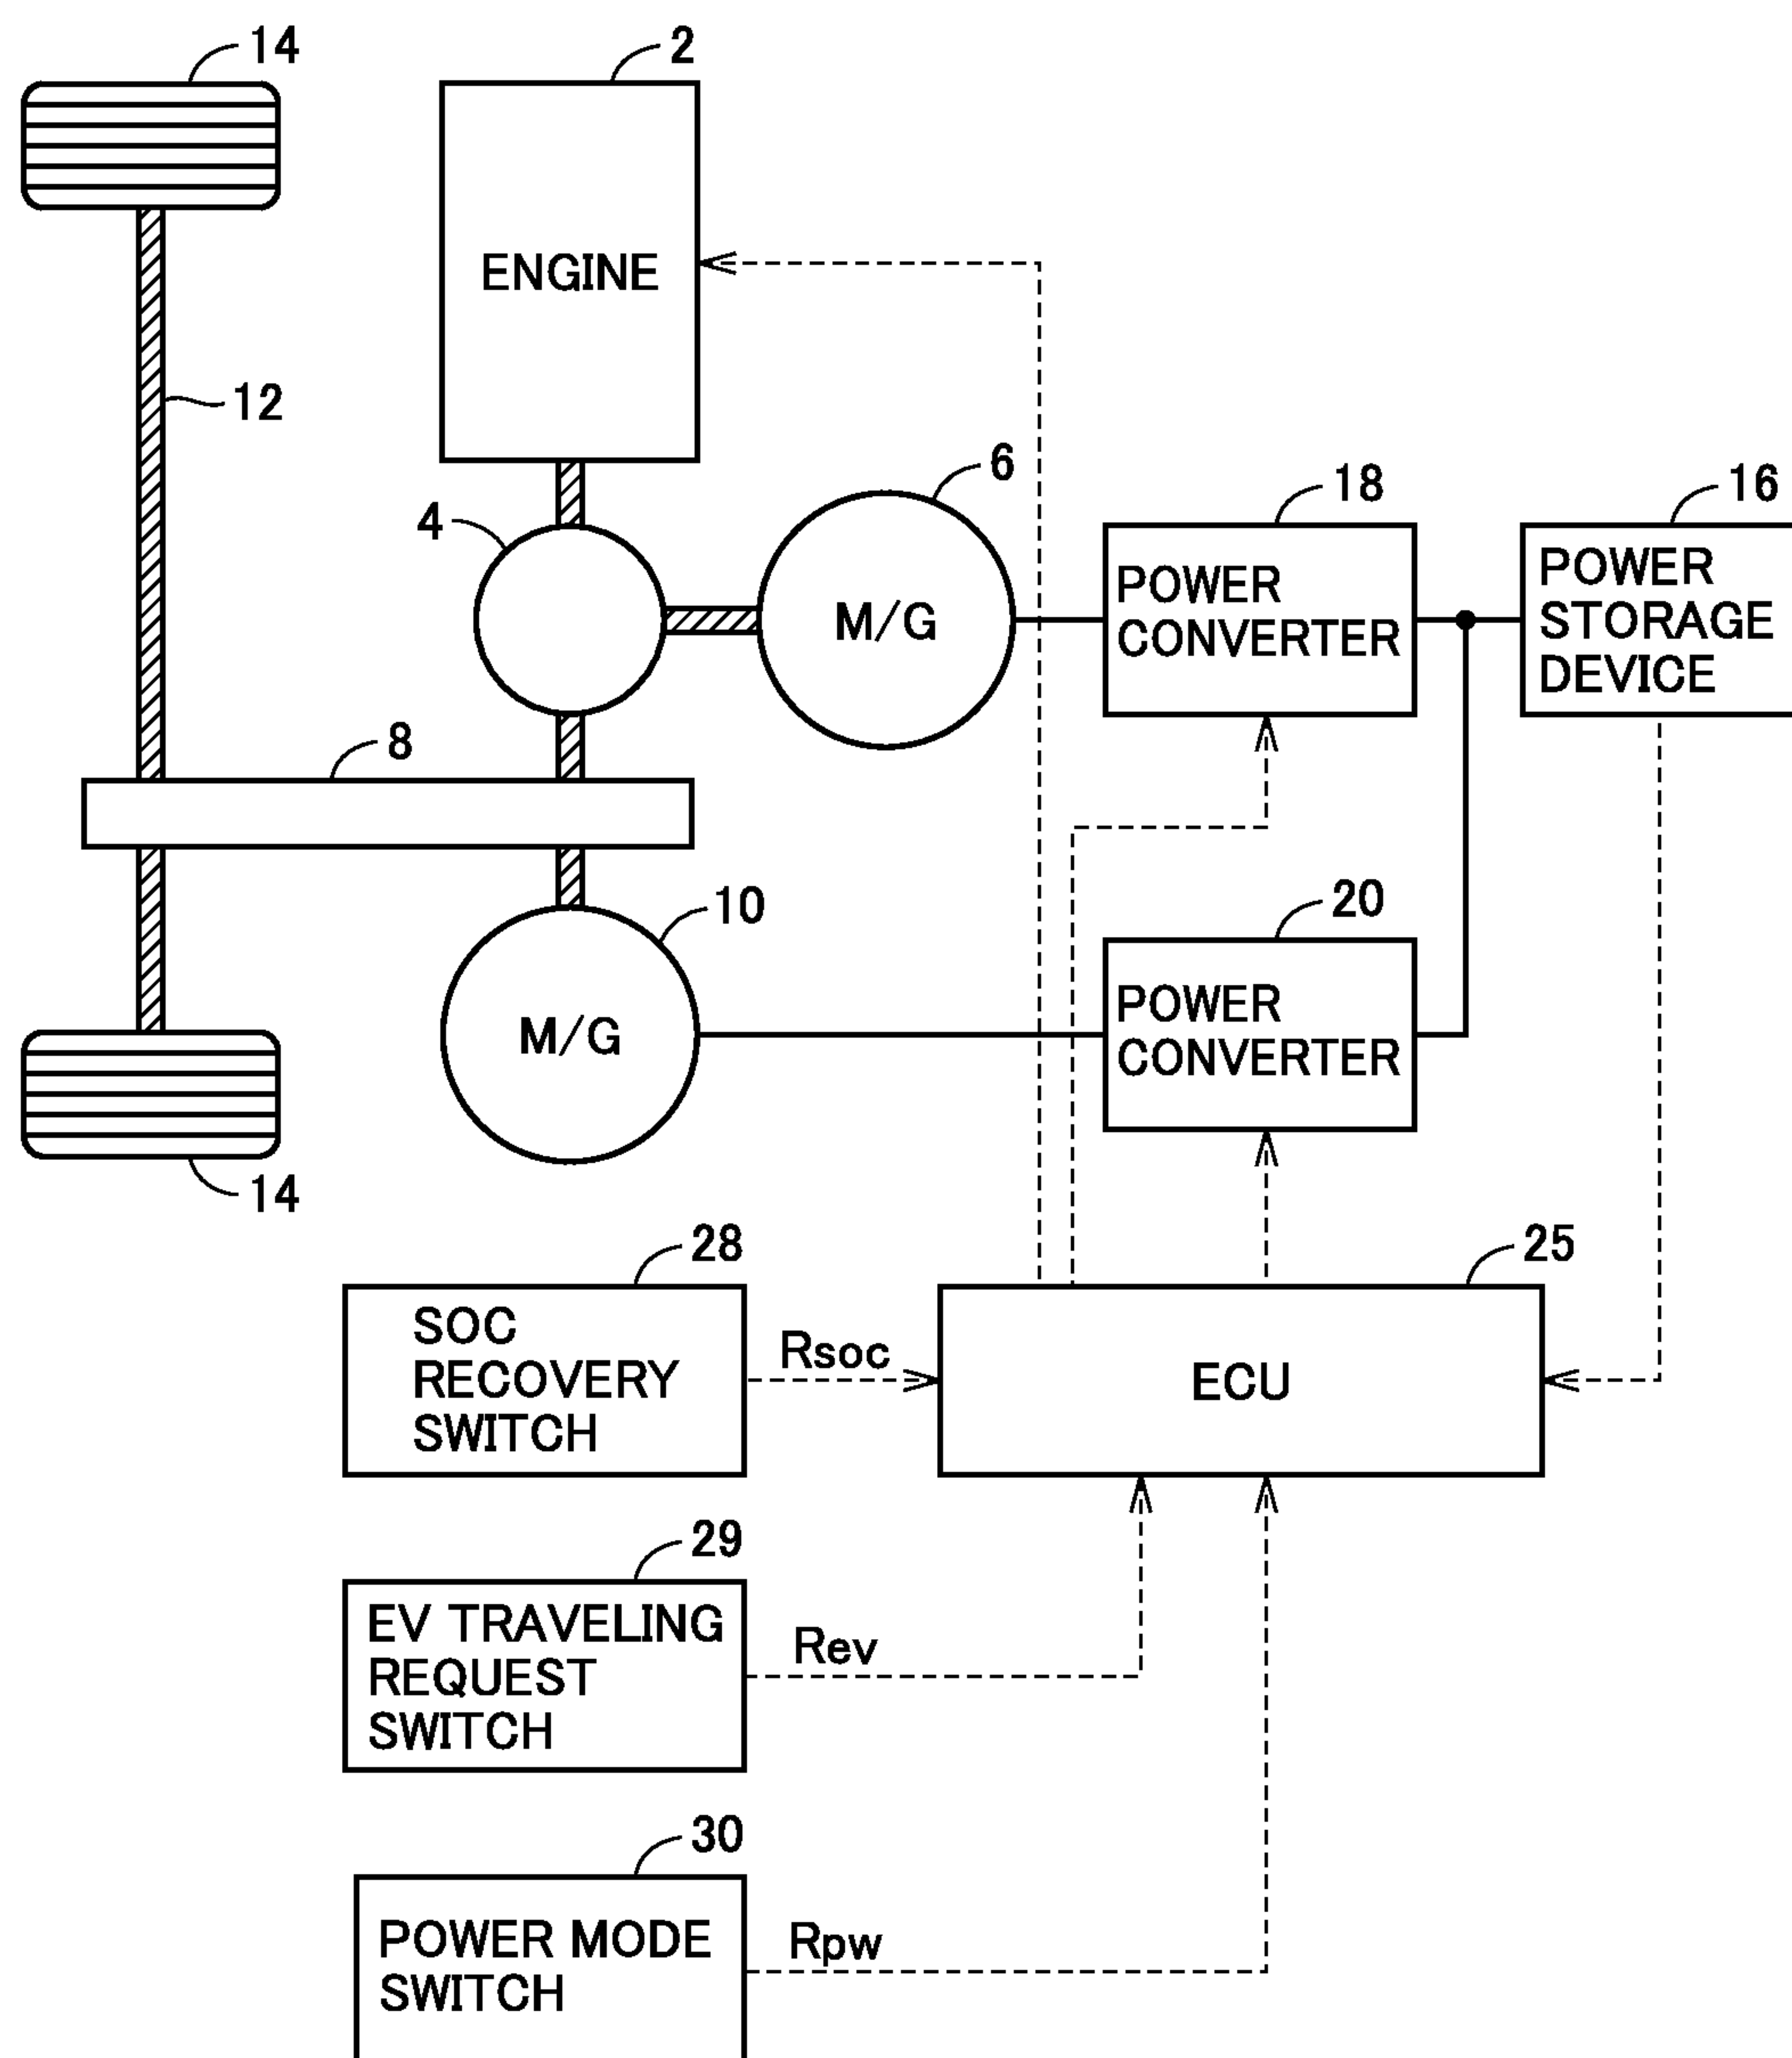 14
2
ENGINE
12
6
18
16
4
M/G
POWER
CONVERTER
POWER
STORAGE
DEVICE
8
10
20
M/G
POWER
CONVERTER
14
28
25
SOC
RECOVERY
SWITCH
Rsoc
ECU
29
EV TRAVELING
REQUEST
SWITCH
Rev
30
POWER MODE
SWITCH
Rpw